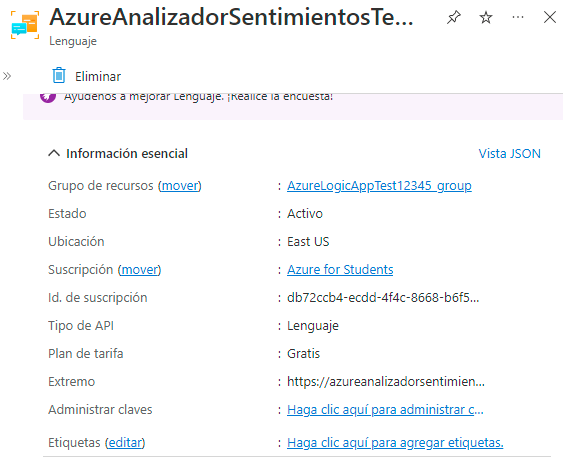 AzureAnalizadorSentimientosTe...
Lenguaje
Eliminar
Ayúdenos a mejorar Lenguaje. ¡Realice la encuesta!
Información esencial
Vista JSON
Grupo de recursos (mover) : AzureLogicAppTest12345_group
Estado : Activo
Ubicación : East US
Suscripción (mover) : Azure for Students
Id. de suscripción : db72ccb4-ecdd-4f4c-8668-b6f5...
Tipo de API : Lenguaje
Plan de tarifa : Gratis
Extremo : https://azureanalizadorsentimien...
Administrar claves : Haga clic aquí para administrar c...
Etiquetas (editar) : Haga clic aquí para agregar etiquetas.